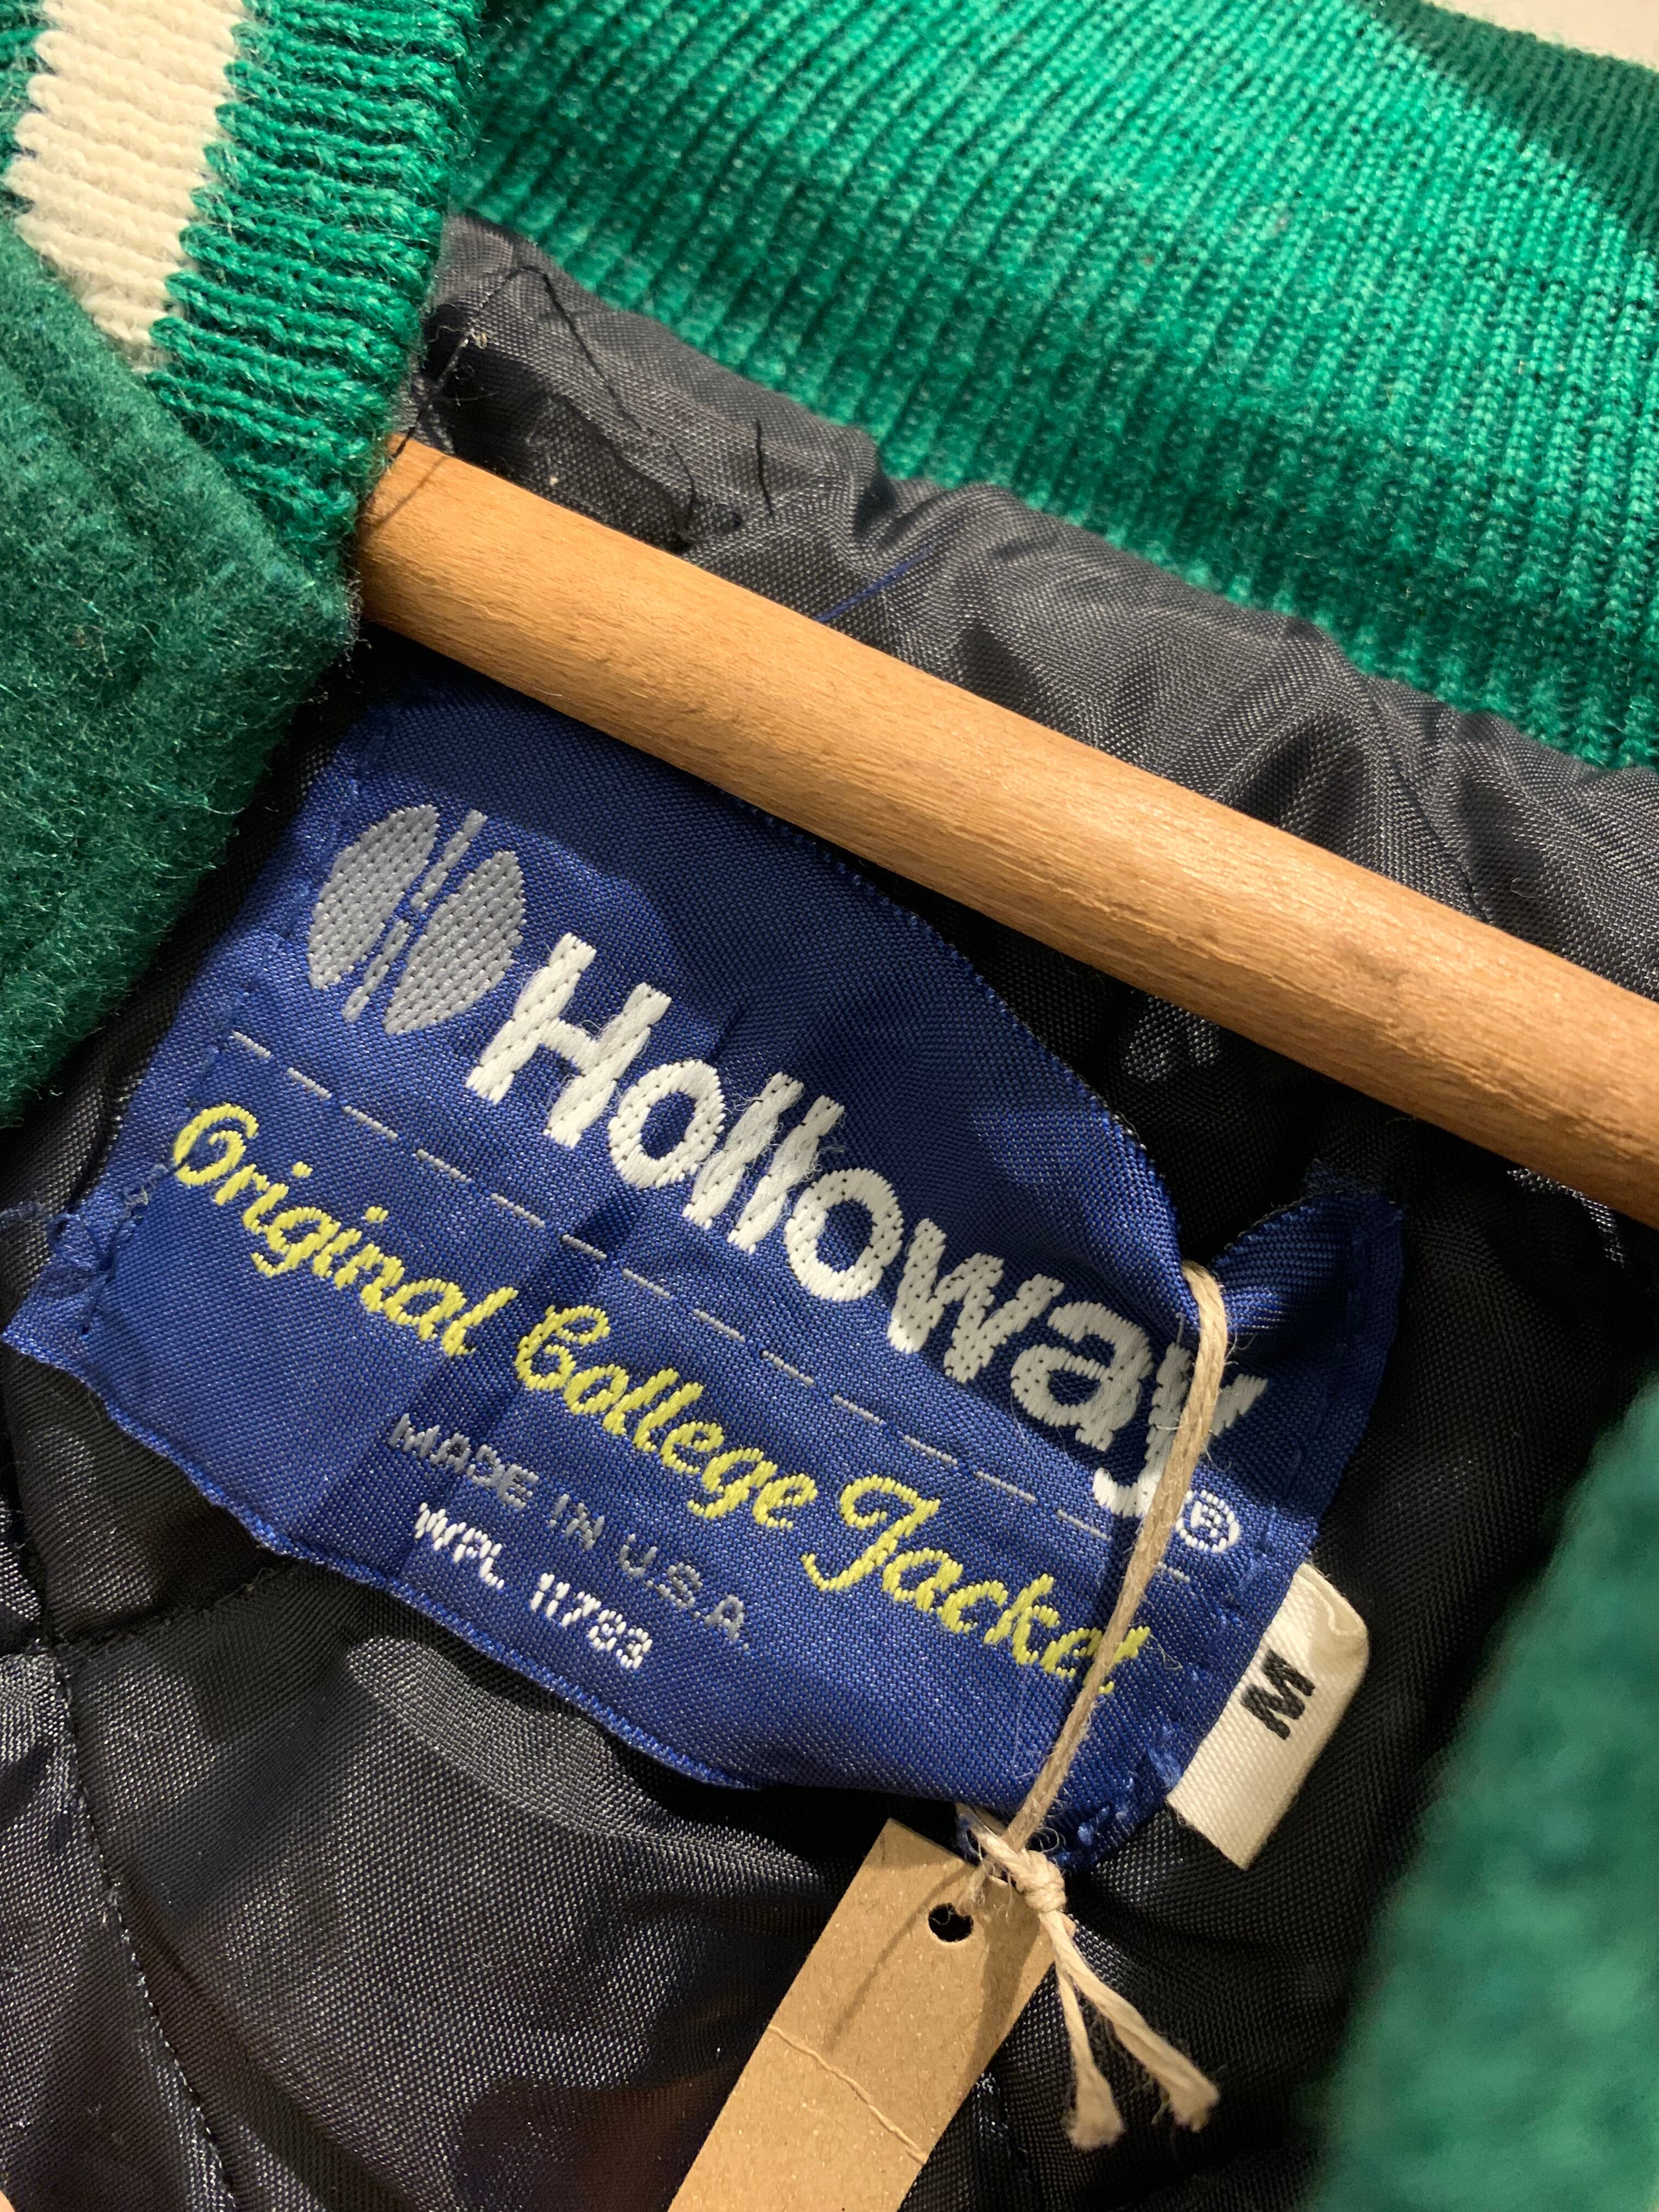 Holloway®
Original College Jacket
MADE IN U.S.A.
WPL 11783
M